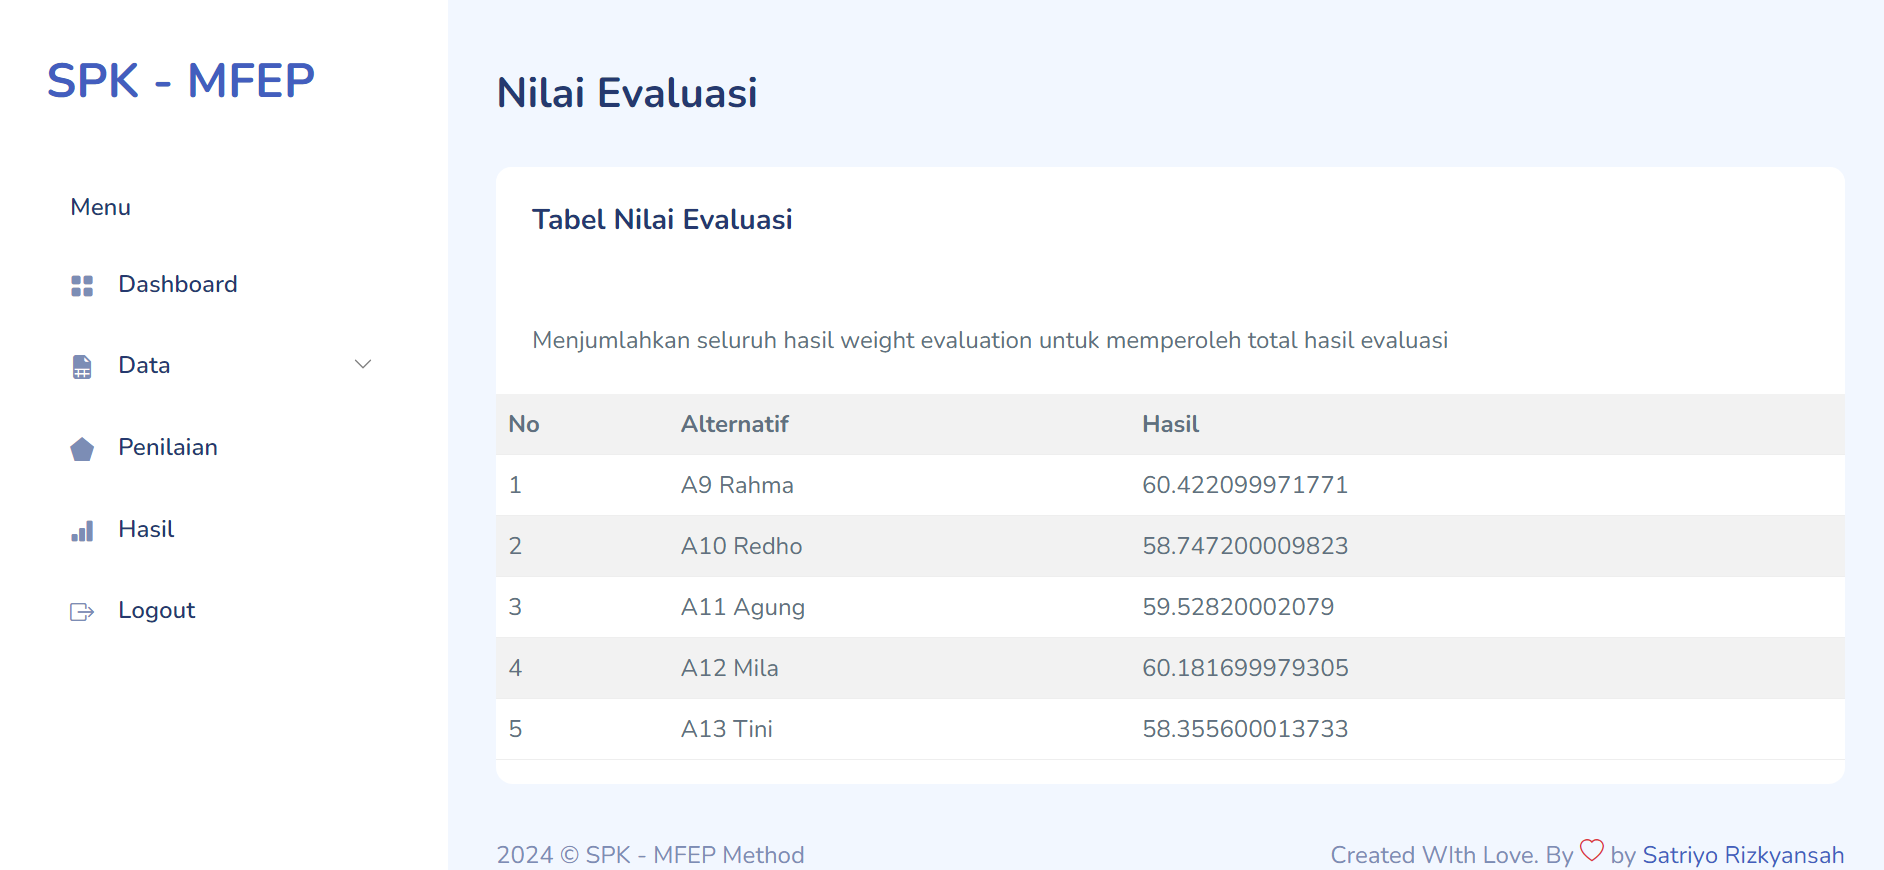 SPK - MFEP
Menu
Dashboard
Data
Penilaian
Hasil
Logout
Nilai Evaluasi
Tabel Nilai Evaluasi
Menjumlahkan seluruh hasil weight evaluation untuk memperoleh total hasil evaluasi
No Alternatif Hasil
1 A9 Rahma 60.422099971771
2 A10 Redho 58.747200009823
3 A11 Agung 59.52820002079
4 A12 Mila 60.181699979305
5 A13 Tini 58.355600013733
2024 © SPK - MFEP Method
Created WIth Love. By by Satriyo Rizkyansah